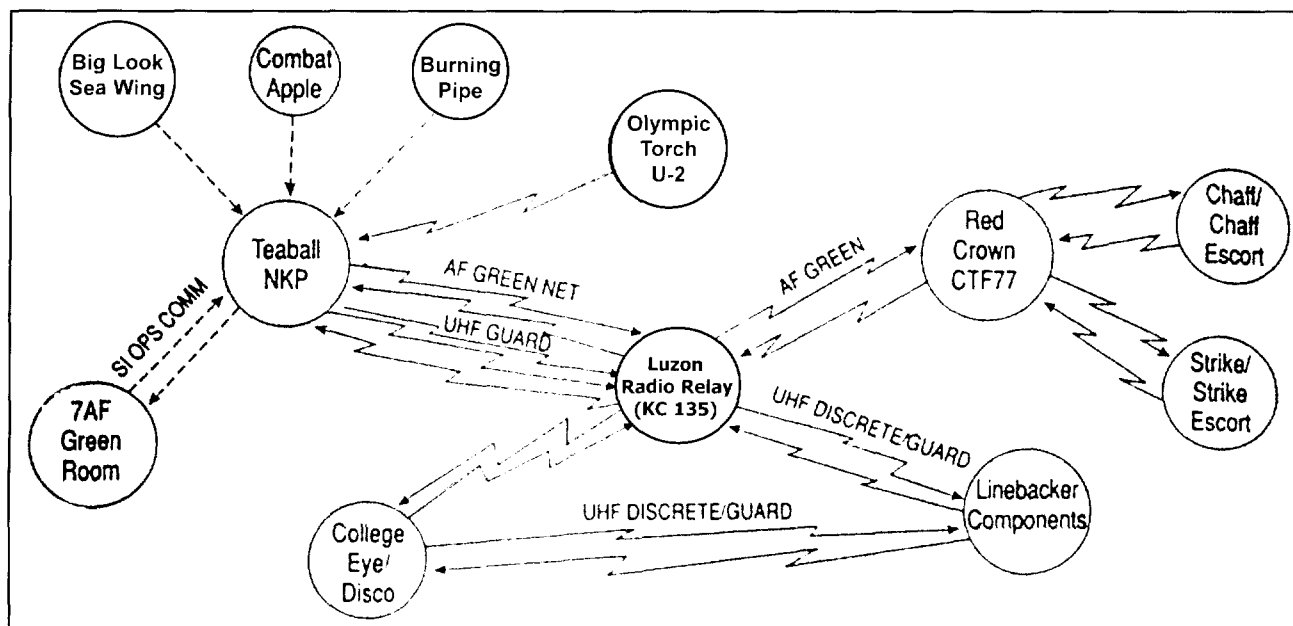 Big Look
Sea Wing
Combat
Apple
Burning
Pipe
Olympic
Torch
U-2
Teaball
NKP
Red
Crown
CTF77
Chaff/
Chaff
Escort
AF GREEN NET
AF GREEN
UHF GUARD
SI OPS COMM
Luzon
Radio Relay
(KC 135)
Strike/
Strike
Escort
7AF
Green
Room
UHF DISCRETE/GUARD
Linebacker
Components
UHF DISCRETE/GUARD
College
Eye/
Disco